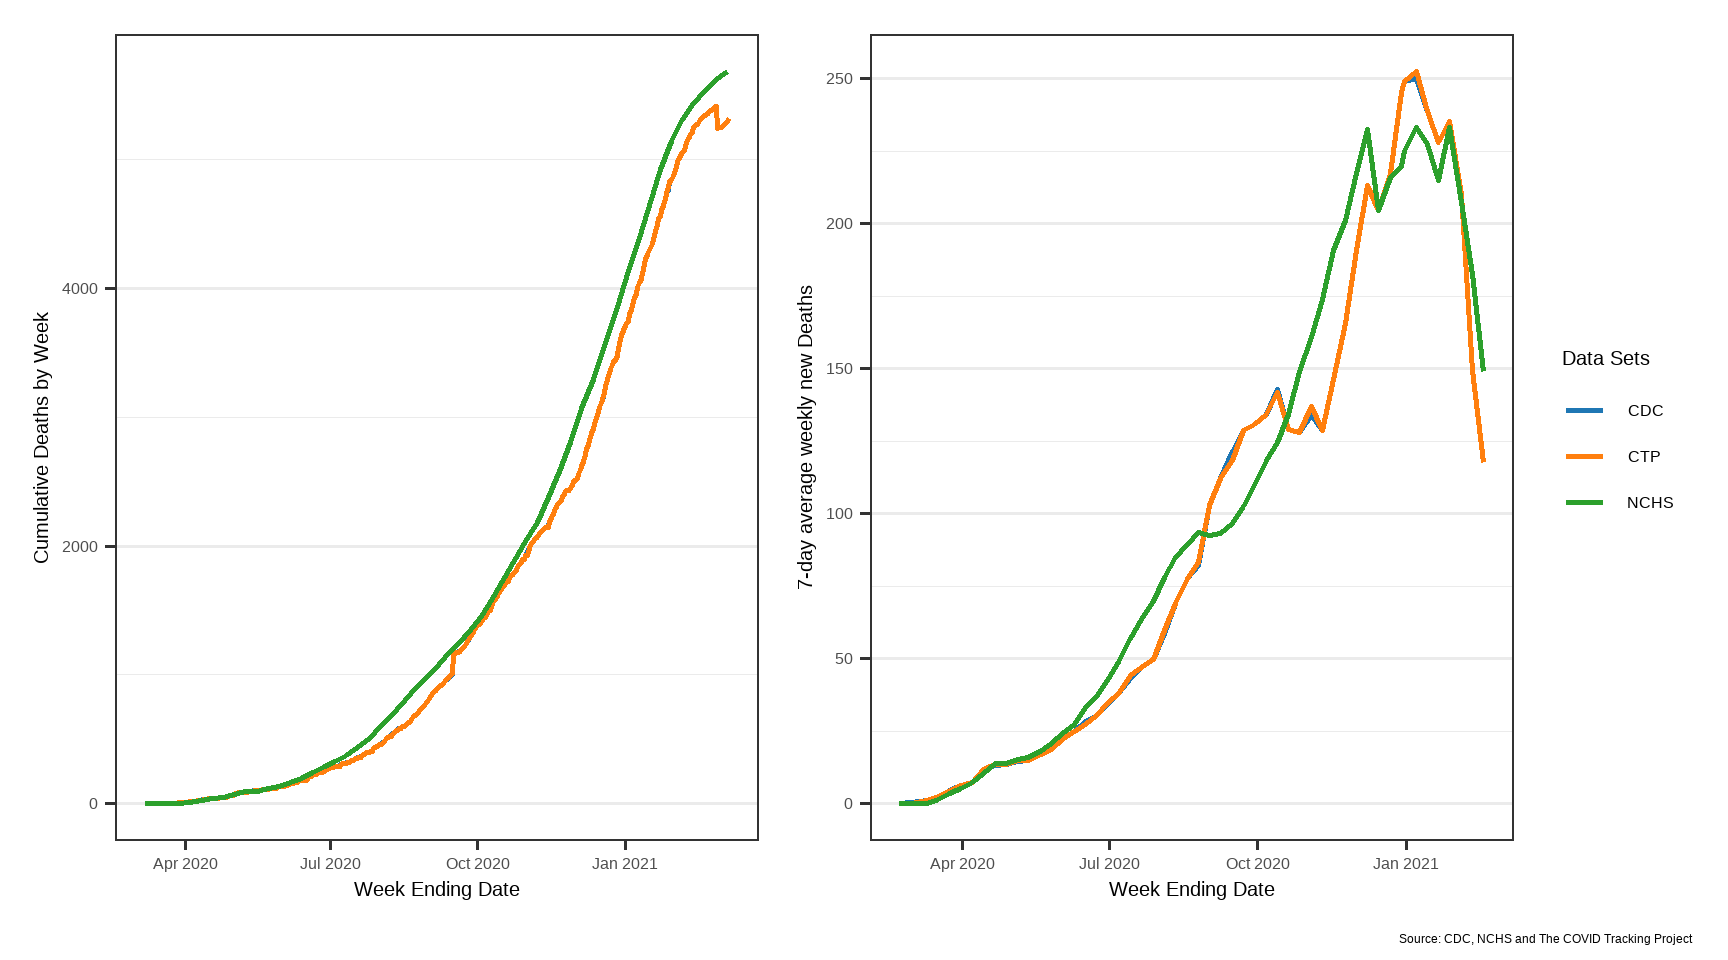 Cumulative Deaths by Week
4000
2000
0
Apr 2020
Jul 2020
Oct 2020
Jan 2021
Week Ending Date
7-day average weekly new Deaths
250
200
150
100
50
0
Apr 2020
Jul 2020
Oct 2020
Jan 2021
Week Ending Date
Data Sets
CDC
CTP
NCHS
Source: CDC, NCHS and The COVID Tracking Project